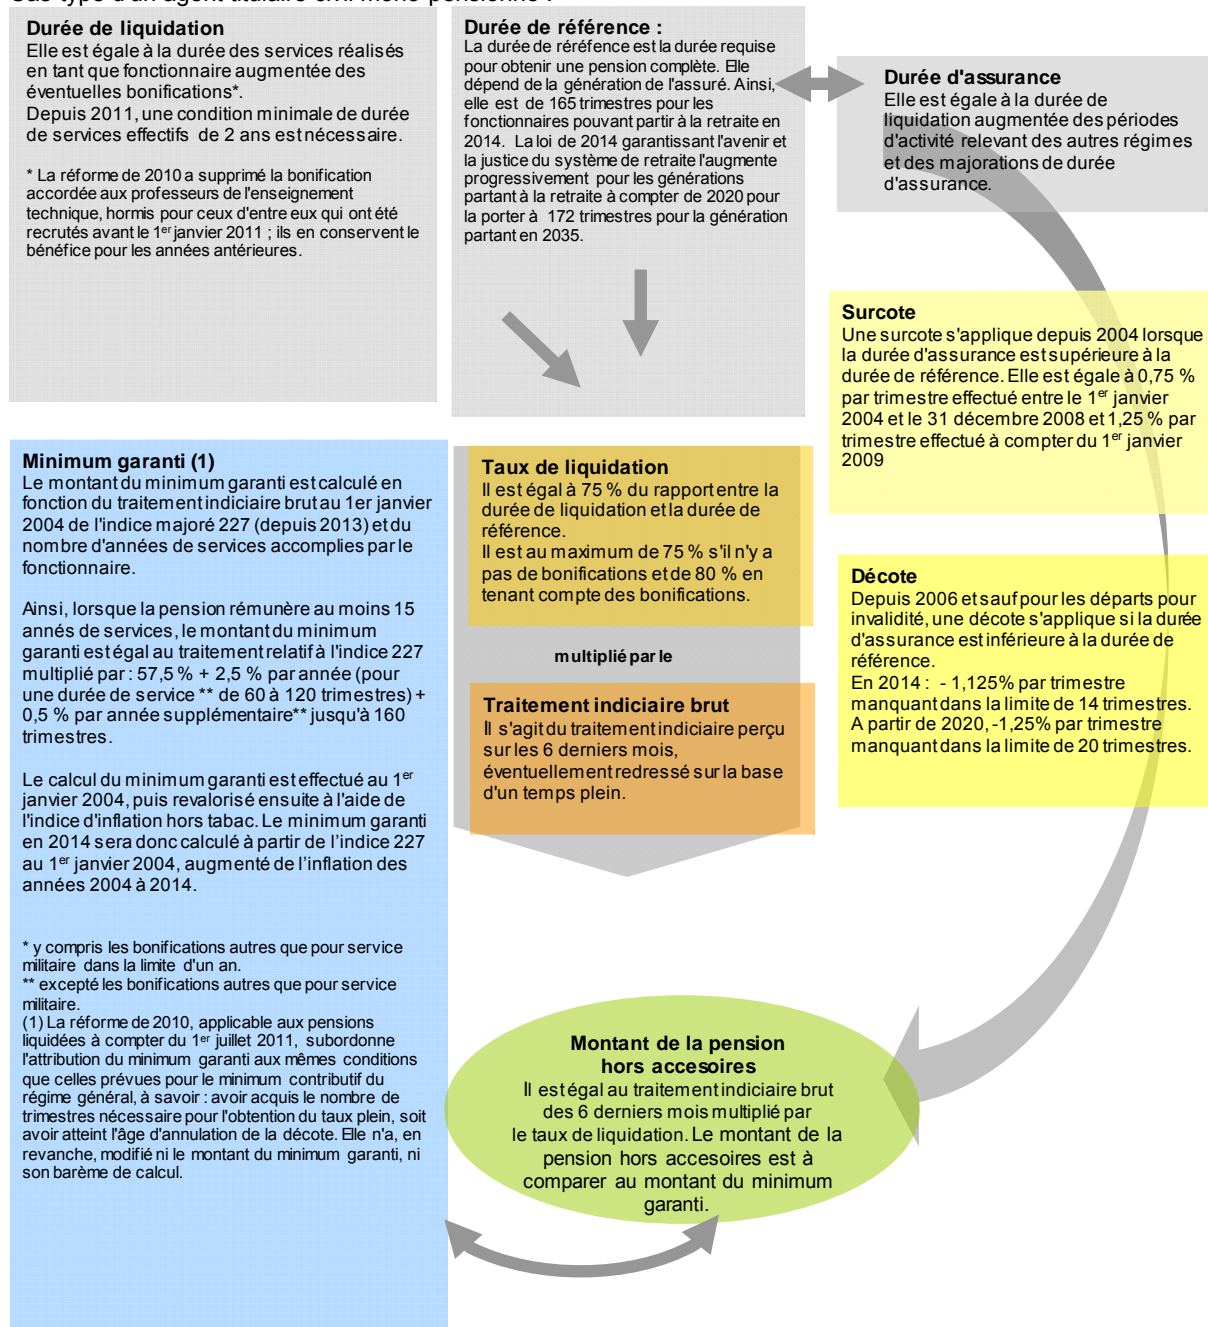 Durée de liquidation
Elle est égale à la durée des services réalisés
en tant que fonctionnaire augmentée des
éventuelles bonifications*.
Depuis 2011, une condition minimale de durée
de services effectifs de 2 ans est nécessaire.
* La réforme de 2010 a supprimé la bonification
accordée aux professeurs de l'enseignement
technique, hormis pour ceux d'entre eux qui ont été
recrutés avant le 1er janvier 2011 ; ils en conservent le
bénéfice pour les années antérieures.
Durée de référence :
La durée de réréfence est la durée requise
pour obtenir une pension complète. Elle
dépend de la génération de l'assuré. Ainsi,
elle est de 165 trimestres pour les
fonctionnaires pouvant partir à la retraite en
2014. La loi de 2014 garantissant l'avenir et
la justice du système de retraite l'augmente
progressivement pour les générations
partant à la retraite à compter de 2020 pour
la porter à 172 trimestres pour la génération
partant en 2035.
Durée d'assurance
Elle est égale à la durée de
liquidation augmentée des périodes
d'activité relevant des autres régimes
et des majorations de durée
d'assurance.
Surcote
Une surcote s'applique depuis 2004 lorsque
la durée d'assurance est supérieure à la
durée de référence. Elle est égale à 0,75 %
par trimestre effectué entre le 1er janvier
2004 et le 31 décembre 2008 et 1,25 % par
trimestre effectué à compter du 1er janvier
2009
Minimum garanti (1)
Le montant du minimum garanti est calculé en
fonction du traitement indiciaire brut au 1er janvier
2004 de l'indice majoré 227 (depuis 2013) et du
nombre d'années de services accomplies par le
fonctionnaire.
Ainsi, lorsque la pension rémunère au moins 15
annés de services, le montant du minimum
garanti est égal au traitement relatif à l'indice 227
multiplié par : 57,5 % + 2,5 % par année (pour
une durée de service ** de 60 à 120 trimestres) +
0,5 % par année supplémentaire** jusqu'à 160
trimestres.
Le calcul du minimum garanti est effectué au 1er
janvier 2004, puis revalorisé ensuite à l'aide de
l'indice d'inflation hors tabac. Le minimum garanti
en 2014 sera donc calculé à partir de l’indice 227
au 1er janvier 2004, augmenté de l’inflation des
années 2004 à 2014.
* y compris les bonifications autres que pour service
militaire dans la limite d'un an.
** excepté les bonifications autres que pour service
militaire.
(1) La réforme de 2010, applicable aux pensions
liquidées à compter du 1er juillet 2011, subordonne
l'attribution du minimum garanti aux mêmes conditions
que celles prévues pour le minimum contributif du
régime général, à savoir : avoir acquis le nombre de
trimestres nécessaire pour l'obtention du taux plein, soit
avoir atteint l'âge d'annulation de la décote. Elle n'a, en
revanche, modifié ni le montant du minimum garanti, ni
son barème de calcul.
Taux de liquidation
Il est égal à 75 % du rapport entre la
durée de liquidation et la durée de
référence.
Il est au maximum de 75 % s'il n'y a
pas de bonifications et de 80 % en
tenant compte des bonifications.
multiplié par le
Traitement indiciaire brut
Il s'agit du traitement indiciaire perçu
sur les 6 derniers mois,
éventuellement redressé sur la base
d'un temps plein.
Décote
Depuis 2006 et sauf pour les départs pour
invalidité, une décote s'applique si la durée
d'assurance est inférieure à la durée de
référence.
En 2014 : - 1,125% par trimestre
manquant dans la limite de 14 trimestres.
A partir de 2020, -1,25% par trimestre
manquant dans la limite de 20 trimestres.
Montant de la pension
hors accesoires
Il est égal au traitement indiciaire brut
des 6 derniers mois multiplié par
le taux de liquidation. Le montant de la
pension hors accesoires est à
comparer au montant du minimum
garanti.